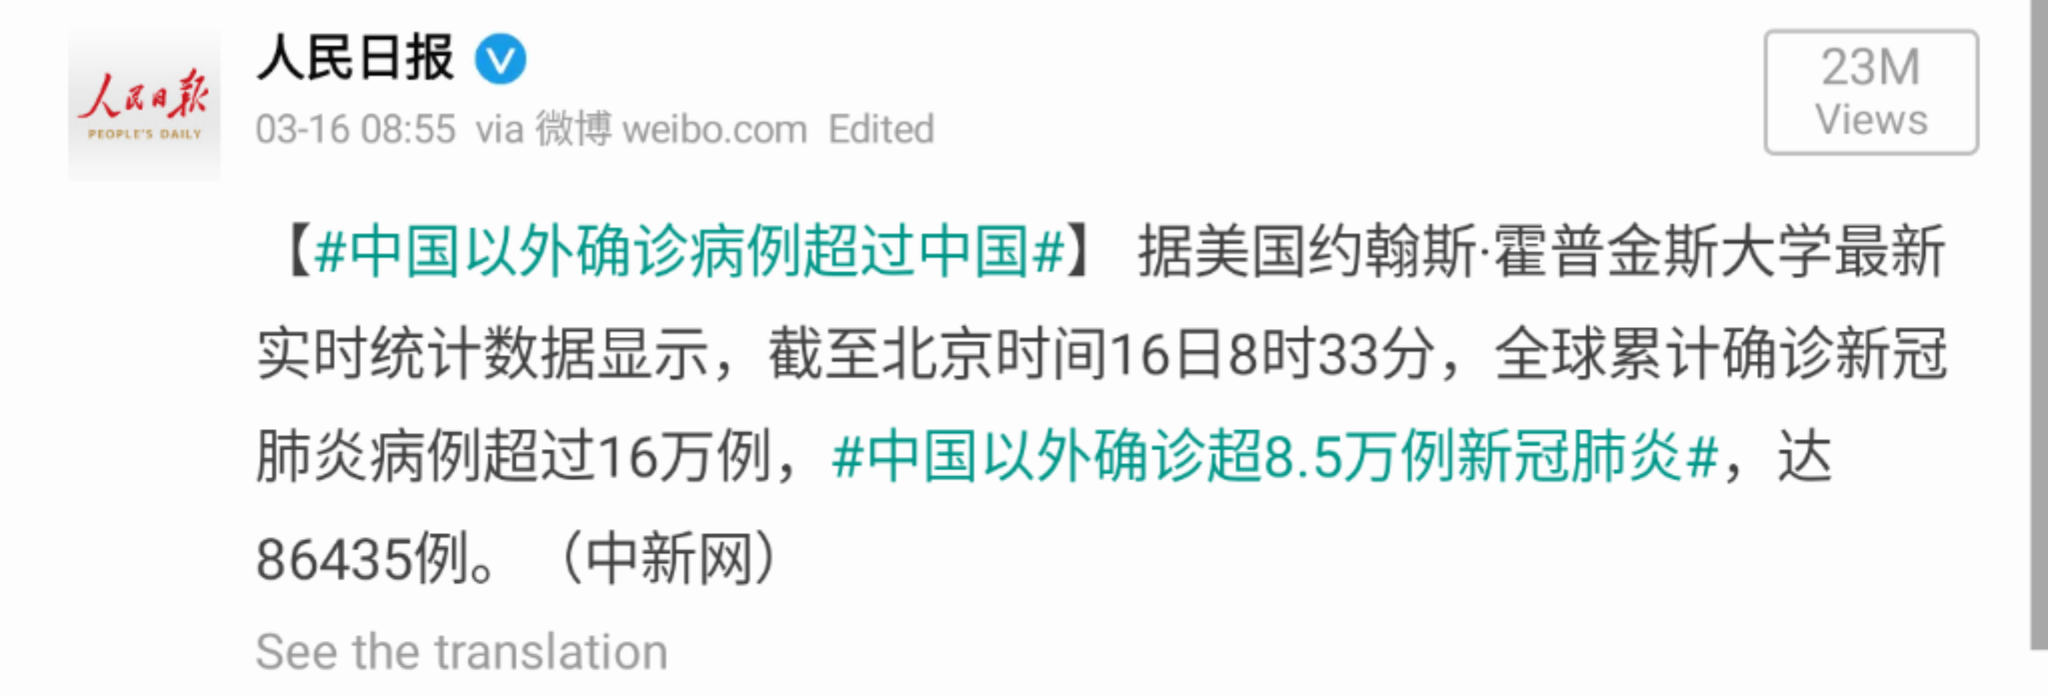 人民日報
PEOPLE'S DAILY
人民日报
03-16 08:55 via 微博 weibo.com Edited
23M
Views
【#中国以外确诊病例超过中国#】 据美国约翰斯·霍普金斯大学最新
实时统计数据显示，截至北京时间16日8时33分，全球累计确诊新冠
肺炎病例超过16万例，#中国以外确诊超8.5万例新冠肺炎#，达
86435例。（中新网）
See the translation